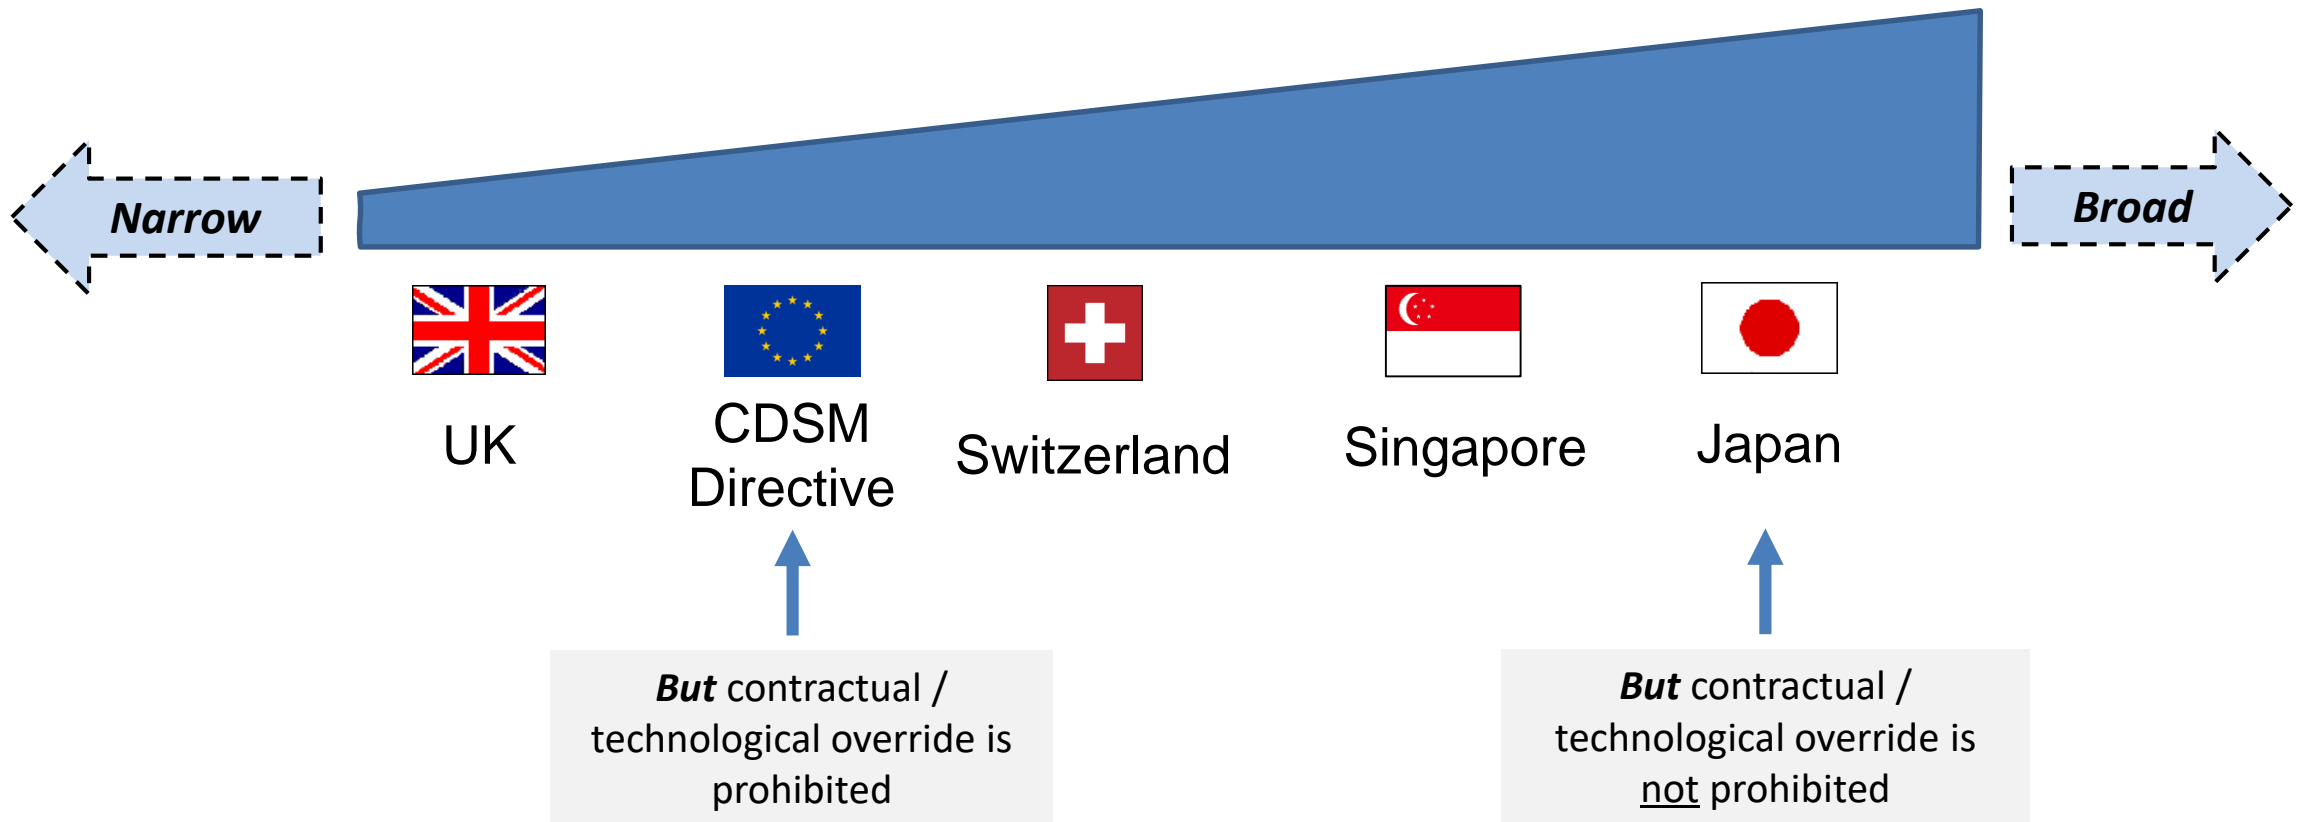 Narrow
Broad
UK
CDSM
Directive
Switzerland
Singapore
Japan
But contractual /
technological override is
prohibited
But contractual /
technological override is
not prohibited